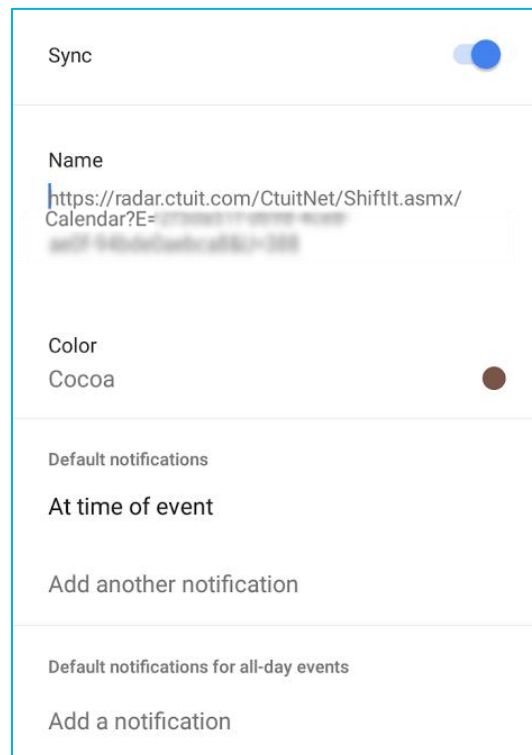 Sync
Name
https://radar.ctuit.com/CtuitNet/ShiftIt.asmx/
Calendar?E=
Color
Cocoa
Default notifications
At time of event
Add another notification
Default notifications for all-day events
Add a notification